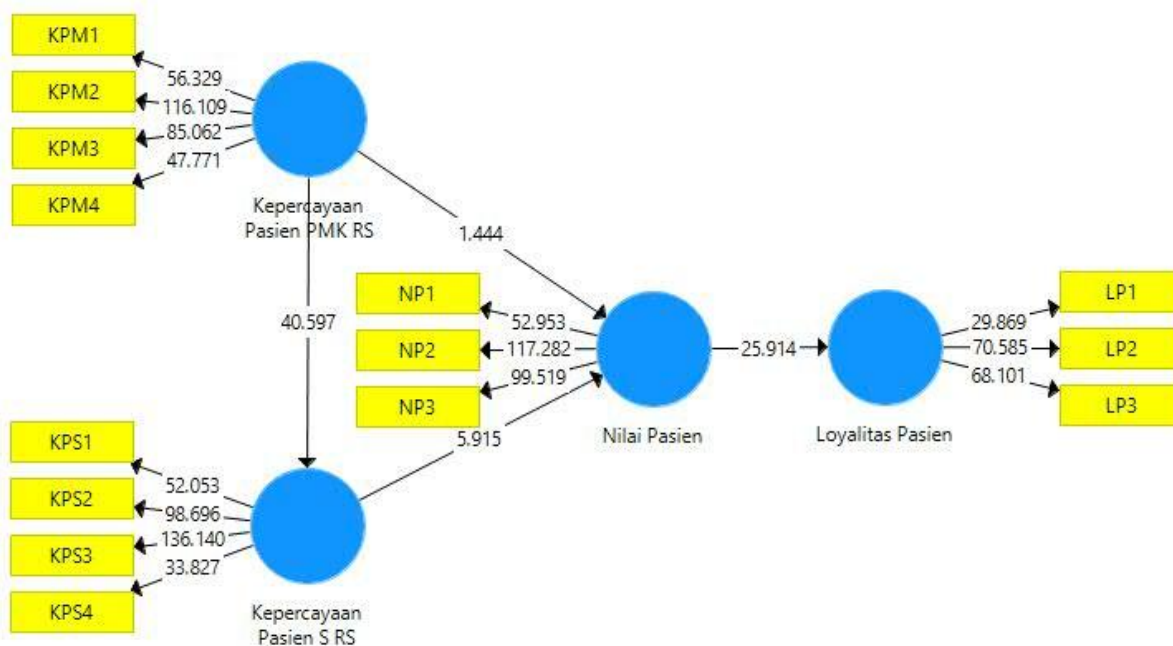 KPM1
56.329
KPM2
116.109
85.062
KPM3
47.771
KPM4
Kepercayaan
Pasien PMK RS
1.444
40.597
NP1
52.953
NP2
117.282
99.519
NP3
5.915
Nilai Pasien
25.914
Loyalitas Pasien
LP1
29.869
70.585
LP2
68.101
LP3
KPS1
52.053
KPS2
98.696
136.140
KPS3
33.827
KPS4
Kepercayaan
Pasien S RS